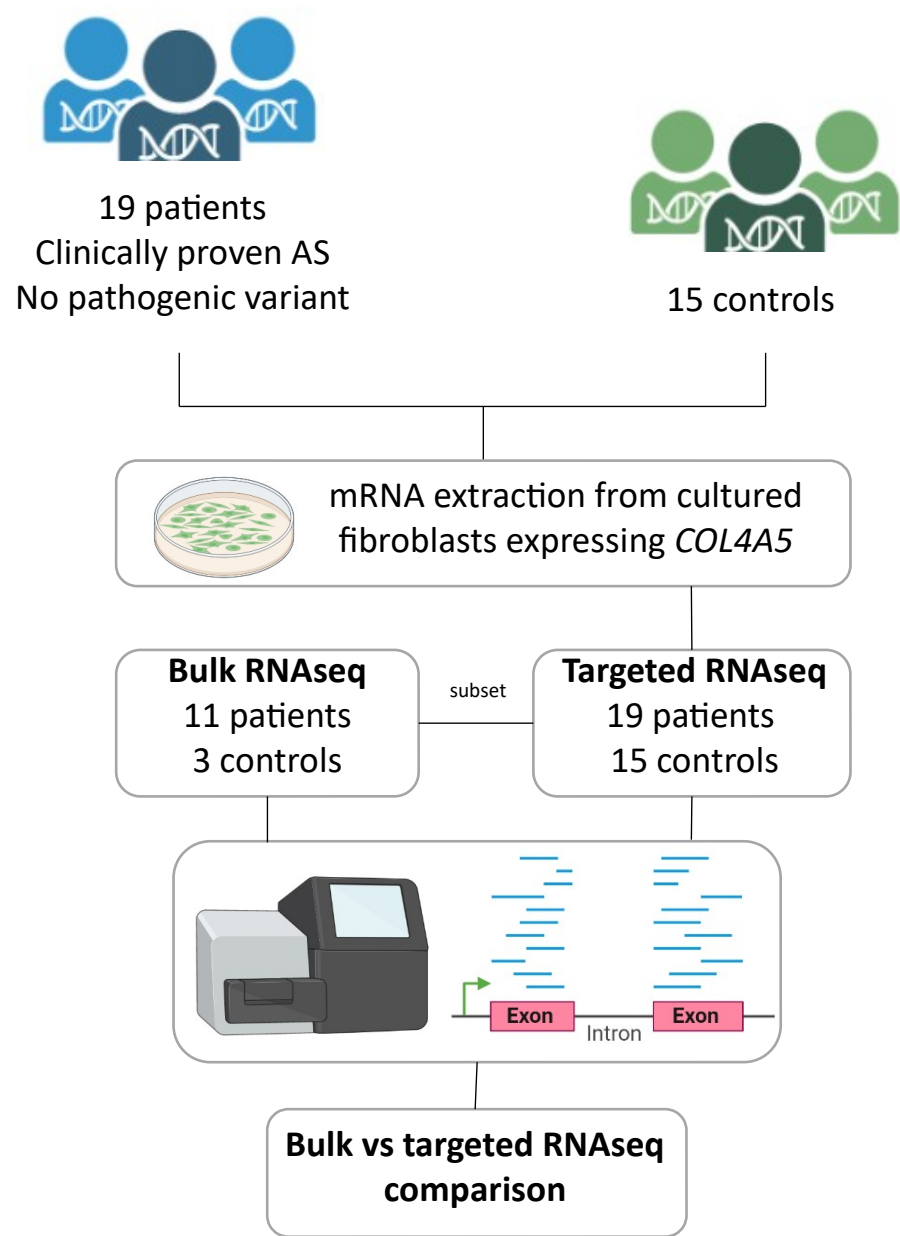 19 patients
Clinically proven AS
No pathogenic variant
15 controls
mRNA extraction from cultured
fibroblasts expressing COL4A5
Bulk RNAseq
11 patients
3 controls
subset
Targeted RNAseq
19 patients
15 controls
Exon
Intron
Exon
Bulk vs targeted RNAseq
comparison